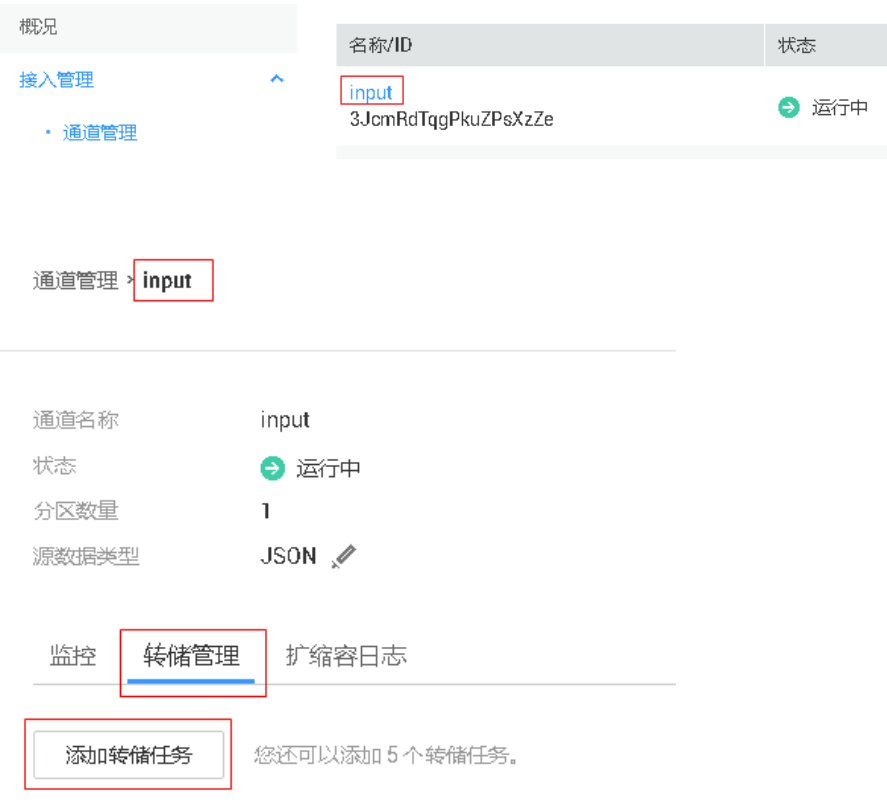 概况
接入管理
通道管理
名称/ID 状态
input
3JcmRdTqgPkuZPsXzZe
运行中
通道管理 > input
通道名称 input
状态 运行中
分区数量 1
源数据类型 JSON
监控 转储管理 扩缩容日志
添加转储任务 您还可以添加 5 个转储任务。